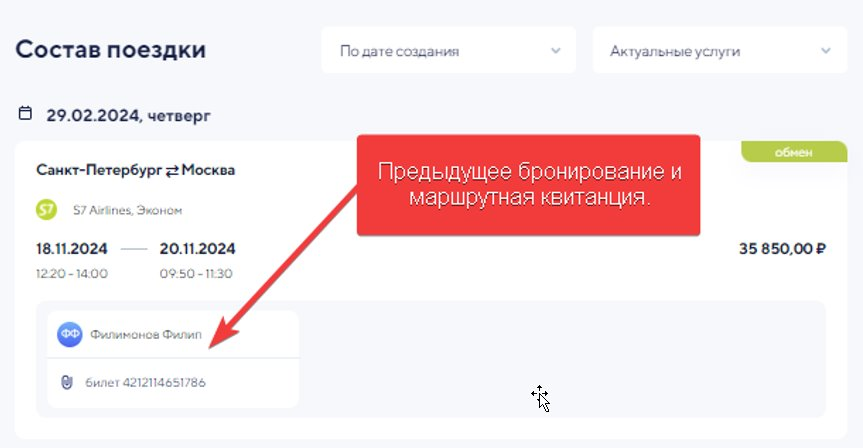 Состав поездки
По дате создания
Актуальные услуги
29.02.2024, четверг
обмен
Санкт-Петербург ⇄ Москва
Предыдущее бронирование и
маршрутная квитанция.
S7
S7 Airlines, Эконом
18.11.2024 — 20.11.2024
35 850,00 ₽
12:20 - 14:00
09:50 - 11:30
ФФ
Филимонов Филип
билет 4212114651786